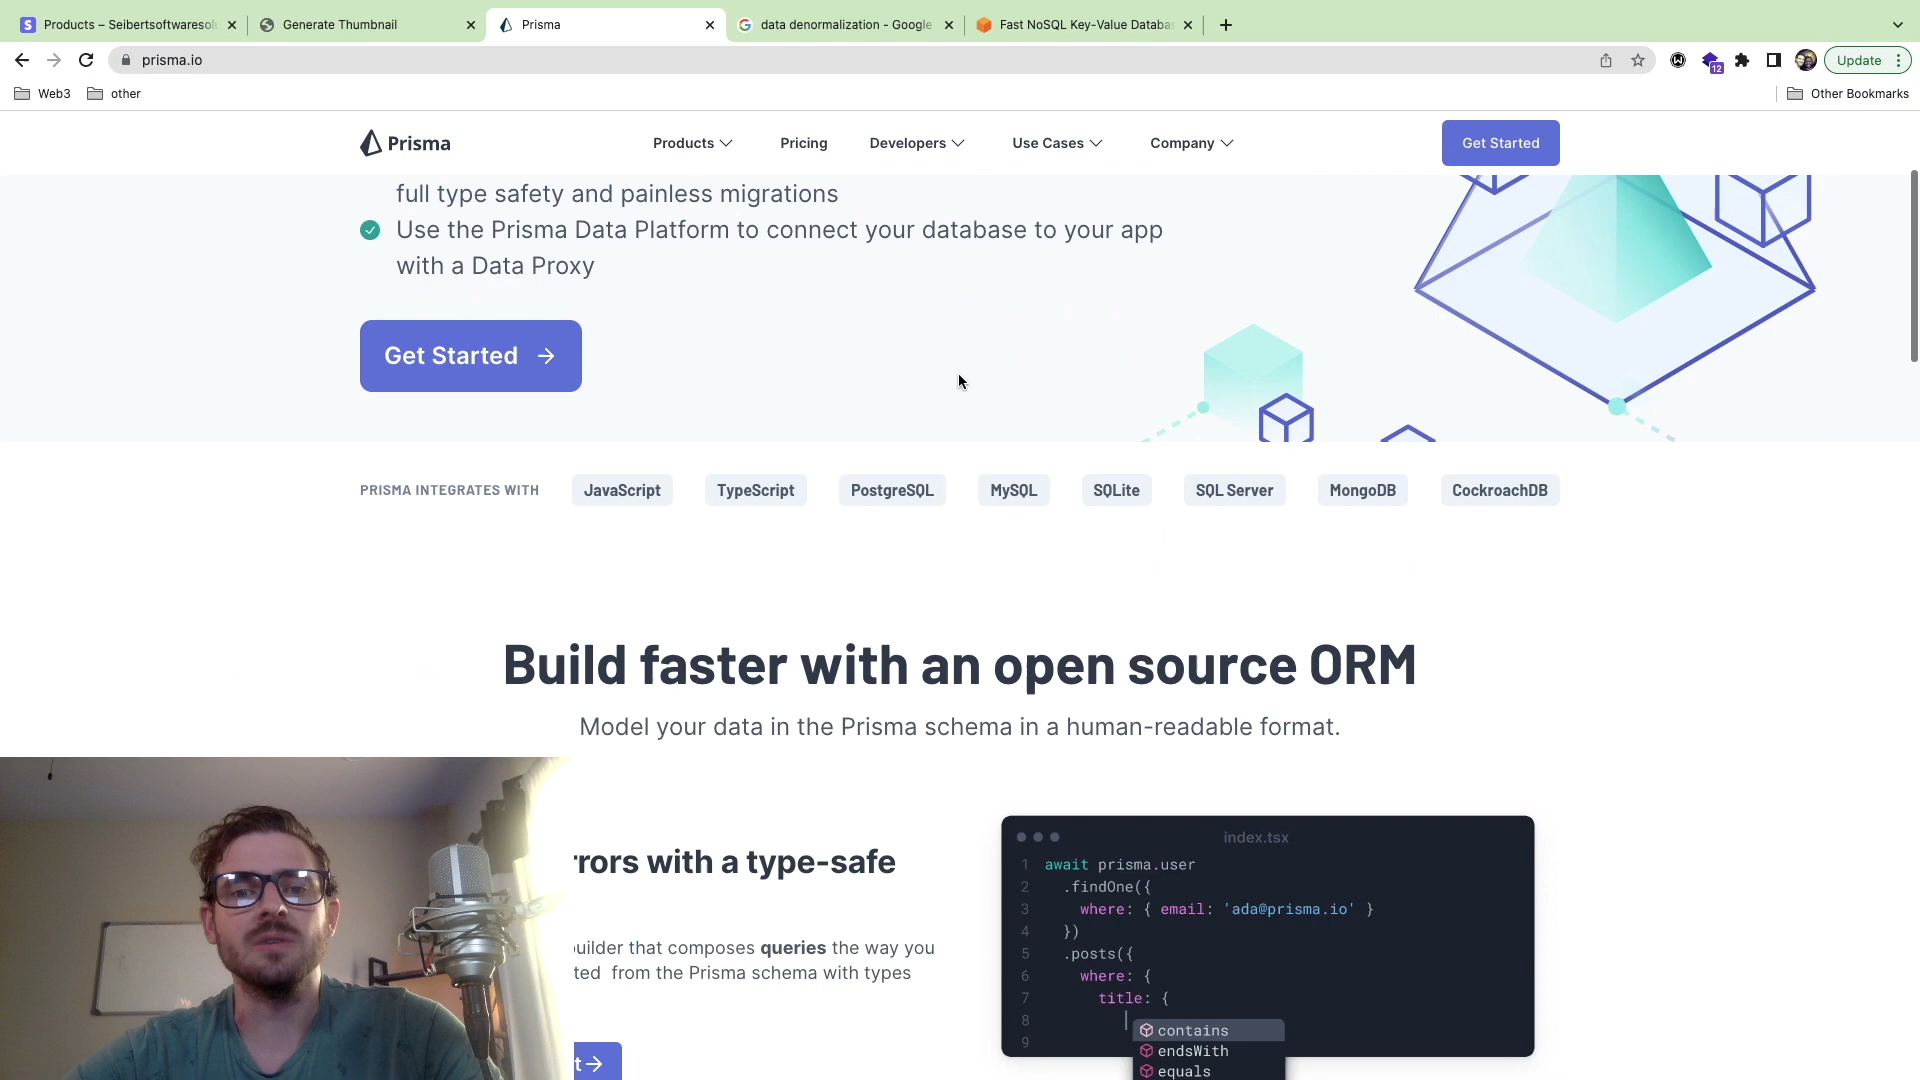 Products – Seibertsoftwaresolu
Generate Thumbnail
Prisma
data denormalization - Google
Fast NoSQL Key-Value Databas
prisma.io
12
Update
Web3
other
Other Bookmarks
Prisma
Products
Pricing
Developers
Use Cases
Company
Get Started
full type safety and painless migrations
Use the Prisma Data Platform to connect your database to your app
with a Data Proxy
Get Started
PRISMA INTEGRATES WITH
JavaScript
TypeScript
PostgreSQL
MySQL
SQLite
SQL Server
MongoDB
CockroachDB
Build faster with an open source ORM
Model your data in the Prisma schema in a human-readable format.
rrors with a type-safe
uilder that composes queries the way you
ted from the Prisma schema with types
t
index.tsx
1 await prisma.user
2 .findOne({
3 where: { email: 'ada@prisma.io' }
4 })
5 .posts({
6 where: {
7 title: {
8
contains
9
endsWith
equals